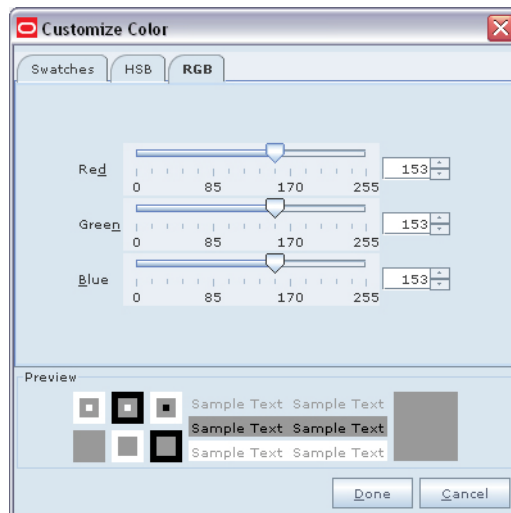 Customize Color
Swatches HSB RGB
Red 153
0 85 170 255
Green 153
0 85 170 255
Blue 153
0 85 170 255
Preview
Sample Text Sample Text
Sample Text Sample Text
Sample Text Sample Text
Done Cancel